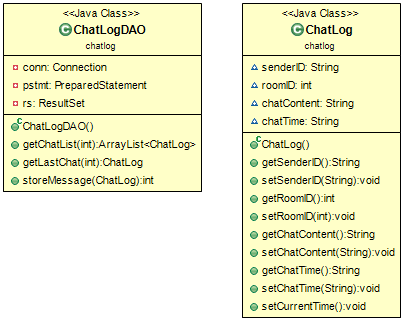 <<Java Class>>
ChatLogDAO
chatlog
conn: Connection
pstmt: PreparedStatement
rs: ResultSet
ChatLogDAO()
getChatList(int):ArrayList<ChatLog>
getLastChat(int):ChatLog
storeMessage(ChatLog):int
<<Java Class>>
ChatLog
chatlog
senderID: String
roomID: int
chatContent: String
chatTime: String
ChatLog()
getSenderID():String
setSenderID(String):void
getRoomID():int
setRoomID(int):void
getChatContent():String
setChatContent(String):void
getChatTime():String
setChatTime(String):void
setCurrentTime():void